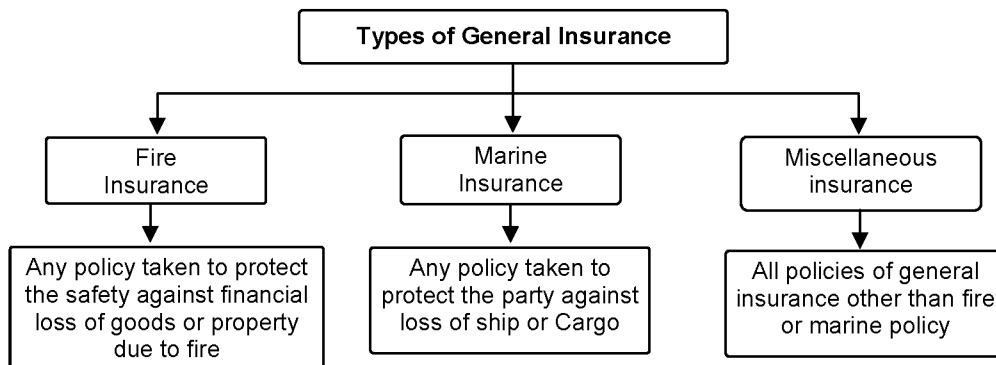 Types of General Insurance
Fire
Insurance
Marine
Insurance
Miscellaneous
insurance
Any policy taken to protect
the safety against financial
loss of goods or property
due to fire
Any policy taken to
protect the party against
loss of ship or Cargo
All policies of general
insurance other than fire
or marine policy